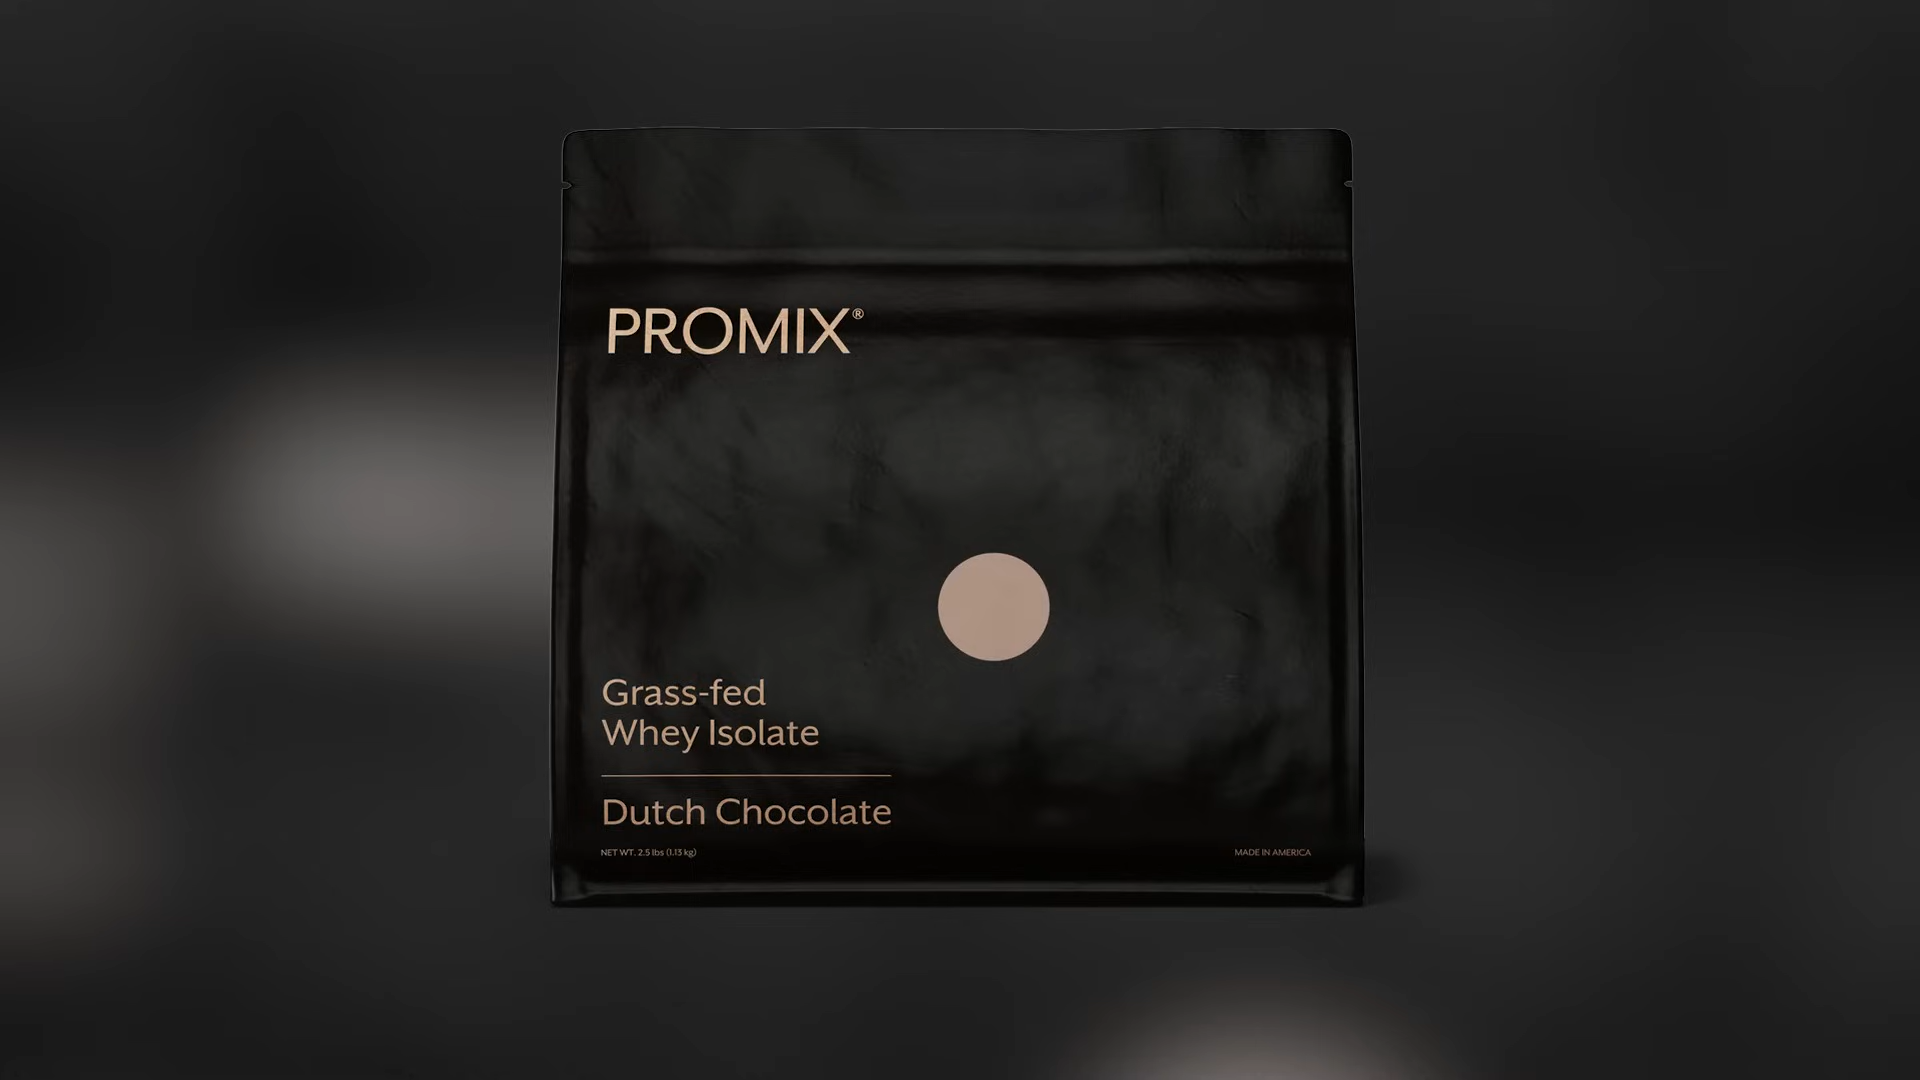 PROMIX®
Grass-fed
Whey Isolate
Dutch Chocolate
NET WT. 2.5 lbs (1.13 kg)
MADE IN AMERICA